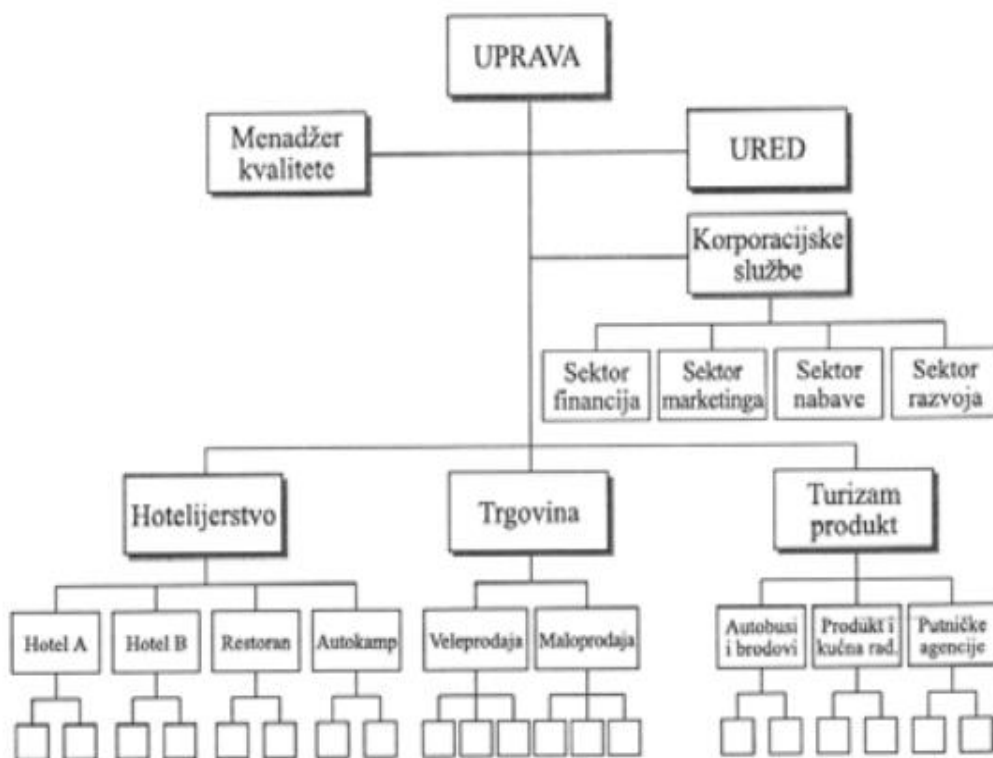 UPRAVA
Menadžer
kvalitete
URED
Korporacijske
službe
Sektor
financija
Sektor
marketinga
Sektor
nabave
Sektor
razvoja
Hotelijerstvo
Trgovina
Turizam
produkt
Hotel A
Hotel B
Restoran
Autokamp
Veleprodaja
Maloprodaja
Autobusi
i brodovi
Produkt i
kućna rad.
Putničke
agencije